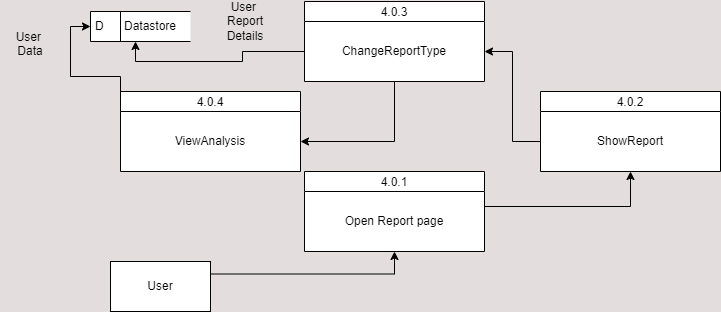 User
Report
Details
4.0.3
User
Data
D Datastore
ChangeReportType
4.0.4
4.0.2
ViewAnalysis
ShowReport
4.0.1
Open Report page
User